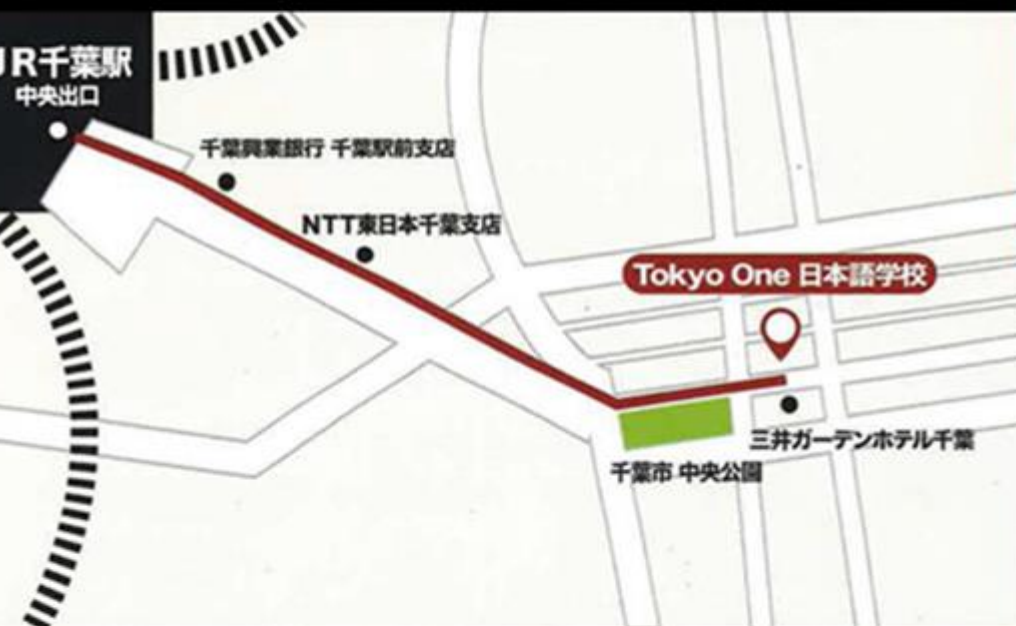 JR千葉駅
中央出口
千葉興業銀行 千葉駅前支店
NTT東日本千葉支店
Tokyo One 日本語学校
三井ガーデンホテル千葉
千葉市 中央公園